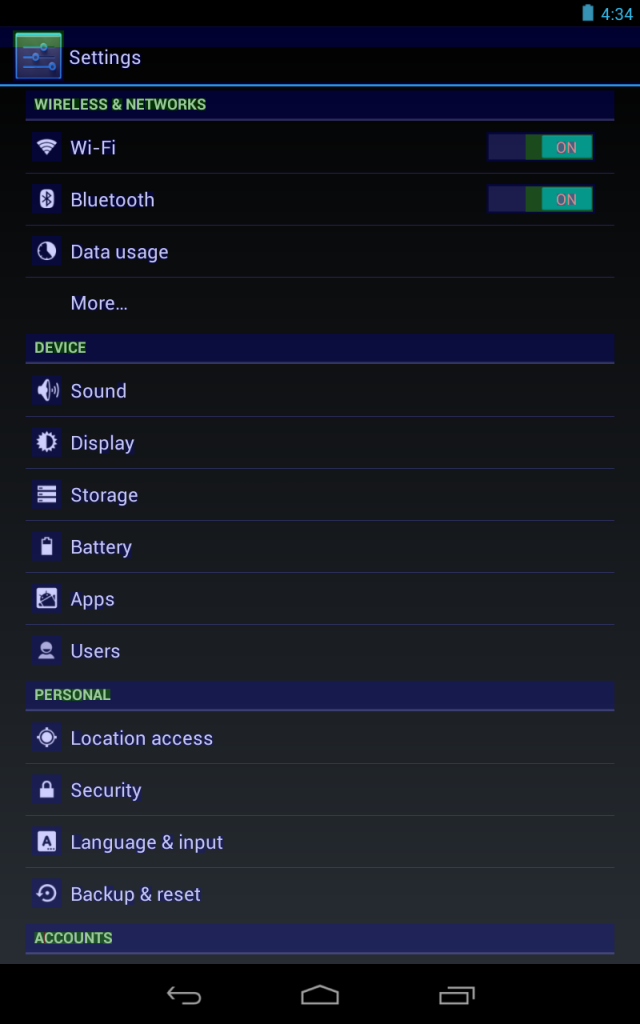 4:34
Settings
WIRELESS & NETWORKS
Wi-Fi ON
Bluetooth ON
Data usage
More...
DEVICE
Sound
Display
Storage
Battery
Apps
Users
PERSONAL
Location access
Security
Language & input
Backup & reset
ACCOUNTS